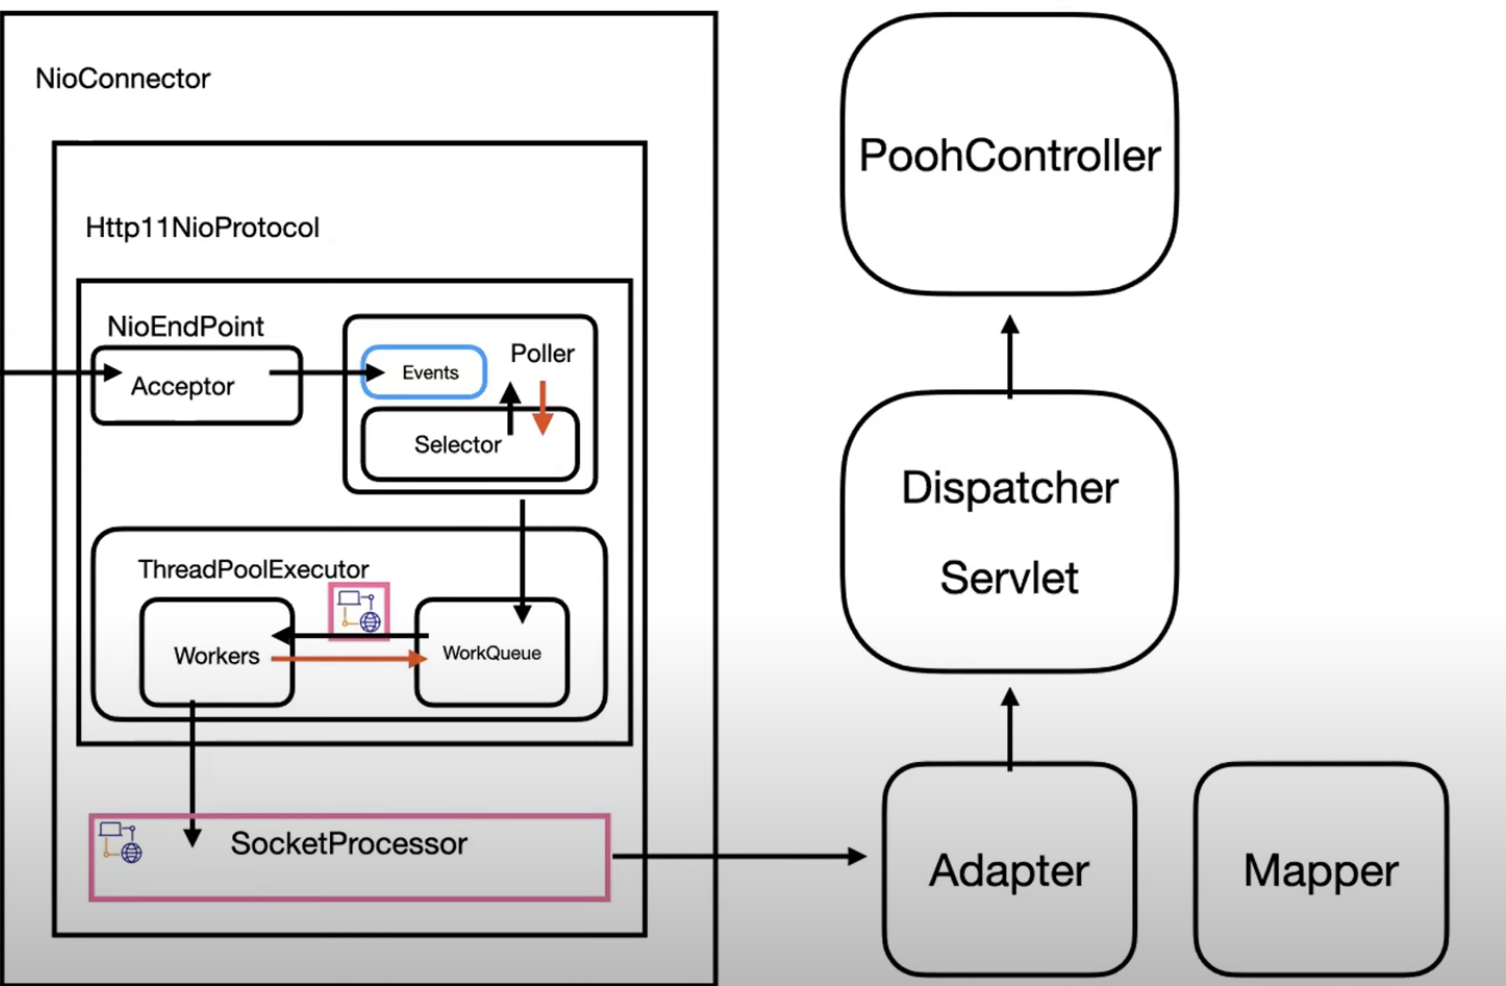 NioConnector
Http11NioProtocol
NioEndPoint
Acceptor
Events
Poller
Selector
ThreadPoolExecutor
Workers
WorkQueue
SocketProcessor
PoohController
Dispatcher
Servlet
Adapter
Mapper